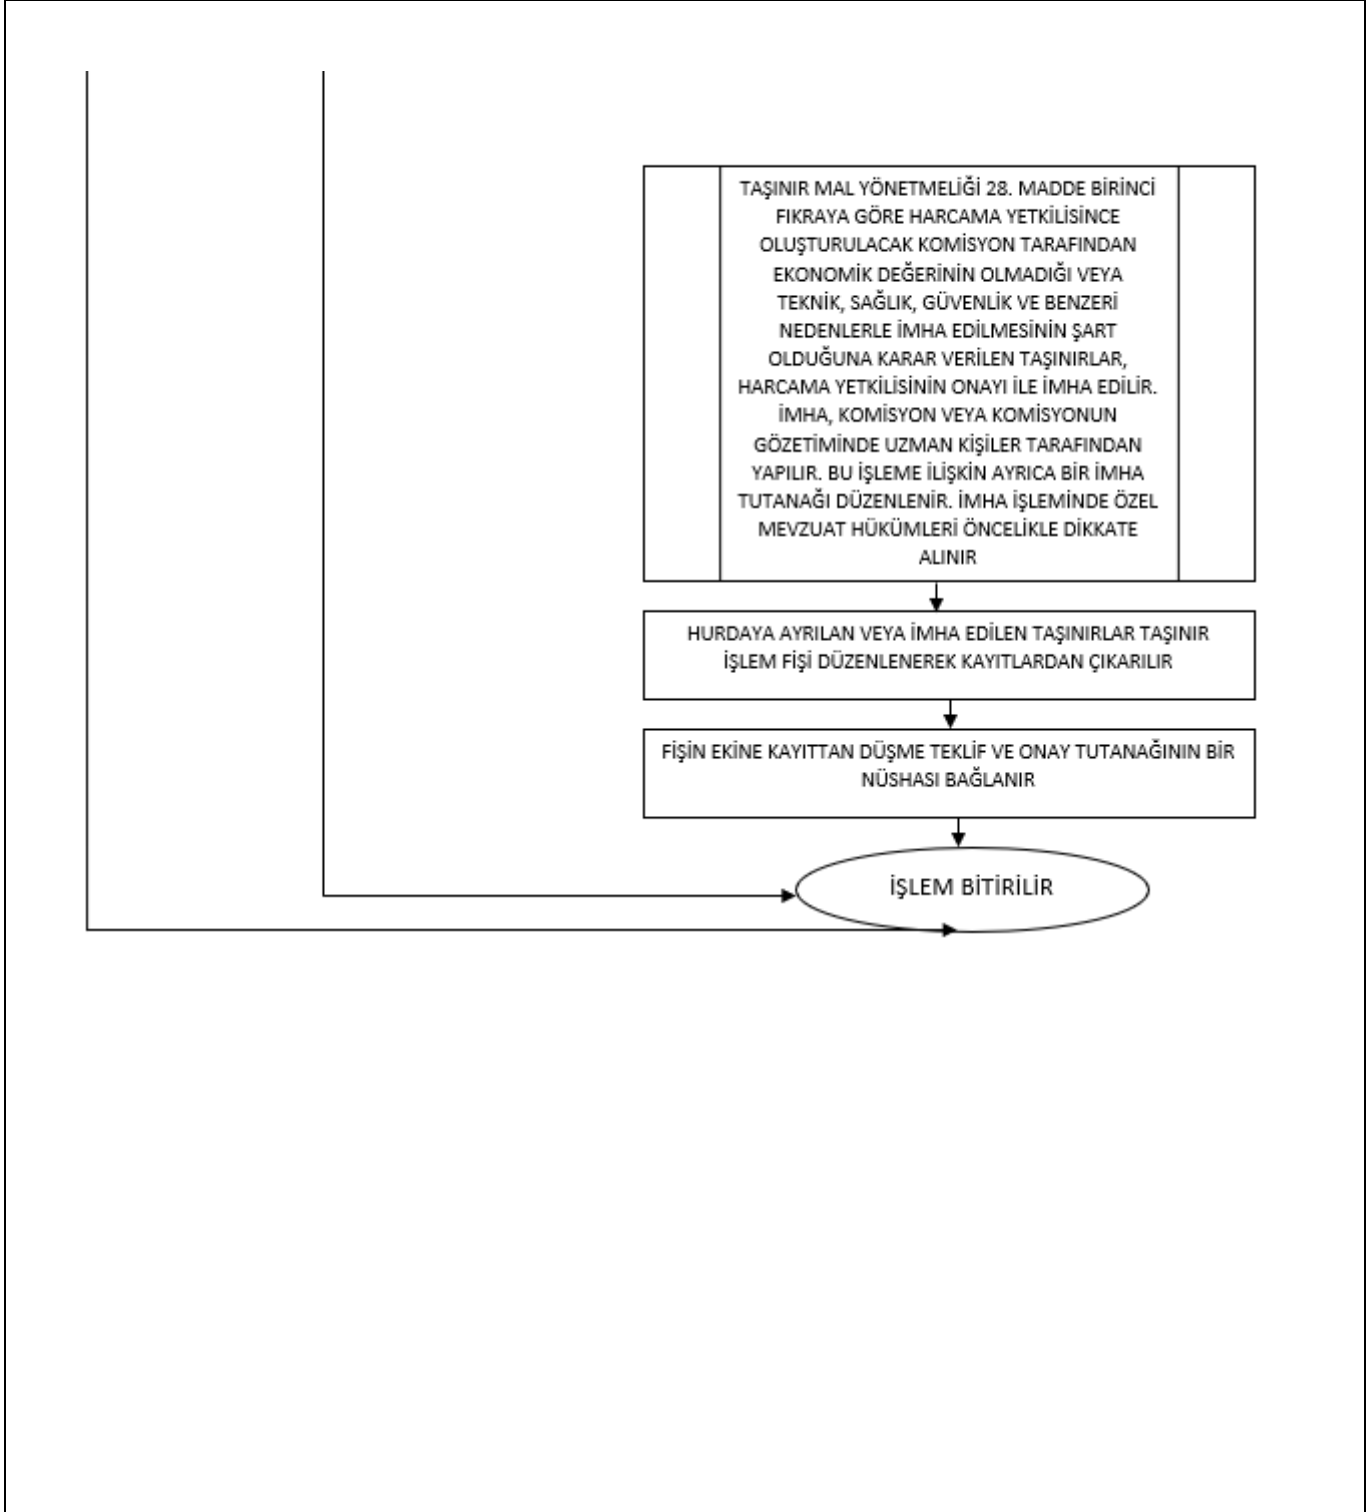 TAŞINIR MAL YÖNETMELİĞİ 28. MADDE BİRİNCİ
FIKRAYA GÖRE HARCAMA YETKİLİSİNCE
OLUŞTURULACAK KOMİSYON TARAFINDAN
EKONOMİK DEĞERİNİN OLMADIĞI VEYA
TEKNİK, SAĞLIK, GÜVENLİK VE BENZERİ
NEDENLERLE İMHA EDİLMESİNİN ŞART
OLDUĞUNA KARAR VERİLEN TAŞINIRLAR,
HARCAMA YETKİLİSİNİN ONAYI İLE İMHA EDİLİR.
İMHA, KOMİSYON VEYA KOMİSYONUN
GÖZETİMİNDE UZMAN KİŞİLER TARAFINDAN
YAPILIR. BU İŞLEME İLİŞKİN AYRICA BİR İMHA
TUTANAĞI DÜZENLENİR. İMHA İŞLEMİNDE ÖZEL
MEVZUAT HÜKÜMLERİ ÖNCELİKLE DİKKATE
ALINIR
HURDAYA AYRILAN VEYA İMHA EDİLEN TAŞINIRLAR TAŞINIR
İŞLEM FİŞİ DÜZENLENEREK KAYITLARDAN ÇIKARILIR
FİŞİN EKİNE KAYITTAN DÜŞME TEKLİF VE ONAY TUTANAĞININ BİR
NÜSHASI BAĞLANIR
İŞLEM BİTİRİLİR